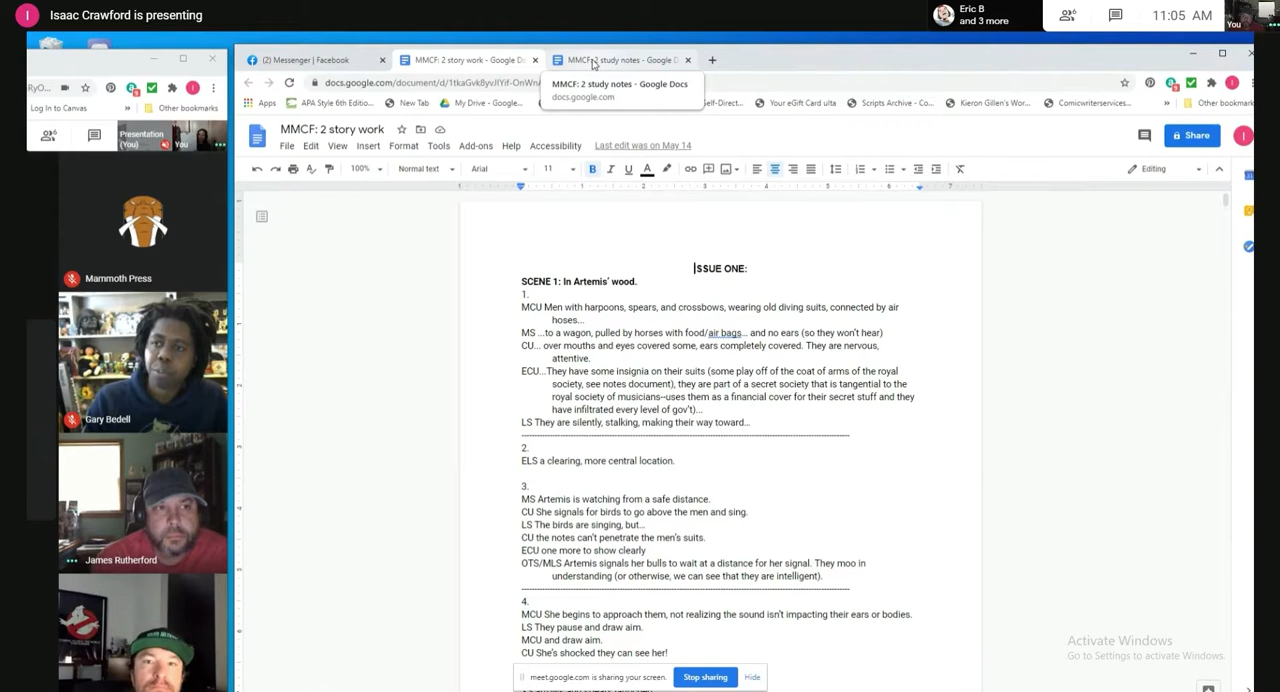 I Isaac Crawford is presenting
Eric B
and 3 more
11:05 AM
You
(2) Messenger | Facebook
MMCF: 2 story work - Google Do
MMCF: 2 study notes - Google D
docs.google.com/document/d/
MMCF: 2 study notes - Google Docs
docs.google.com
Log In to Canvas
Other bookmarks
Apps
APA Style 6th Editio...
New Tab
My Drive - Google...
Self-Direct...
Your eGift Card ulta
Scripts Archive - Co...
Kieron Gillen's Wor...
Comicwriterservices...
Other bookmark
Presentation
(You)
You
MMCF: 2 story work
File Edit View Insert Format Tools Add-ons Help Accessibility
Last edit was on May 14
Share
I
100%
Normal text
Arial
11
B I U A
Editing
ISSUE ONE:
SCENE 1: In Artemis' wood.
1.
MCU Men with harpoons, spears, and crossbows, wearing old diving suits, connected by air
hoses...
MS ...to a wagon, pulled by horses with food/air bags... and no ears (so they won't hear)
CU... over mouths and eyes covered some, ears completely covered. They are nervous,
attentive.
ECU...They have some insignia on their suits (some play off of the coat of arms of the royal
society, see notes document), they are part of a secret society that is tangential to the
royal society of musicians--uses them as a financial cover for their secret stuff and they
have infiltrated every level of gov't)...
LS They are silently, stalking, making their way toward...
2.
ELS a clearing, more central location.
3.
MS Artemis is watching from a safe distance.
CU She signals for birds to go above the men and sing.
LS The birds are singing, but...
CU the notes can't penetrate the men's suits.
ECU one more to show clearly
OTS/MLS Artemis signals her bulls to wait at a distance for her signal. They moo in
understanding (or otherwise, we can see that they are intelligent).
4.
MCU She begins to approach them, not realizing the sound isn't impacting their ears or bodies.
LS They pause and draw aim.
MCU and draw aim.
CU She's shocked they can see her!
Mammoth Press
Gary Bedell
James Rutherford
meet.google.com is sharing your screen.
Stop sharing
Hide
Activate Windows
Go to Settings to activate Windows.